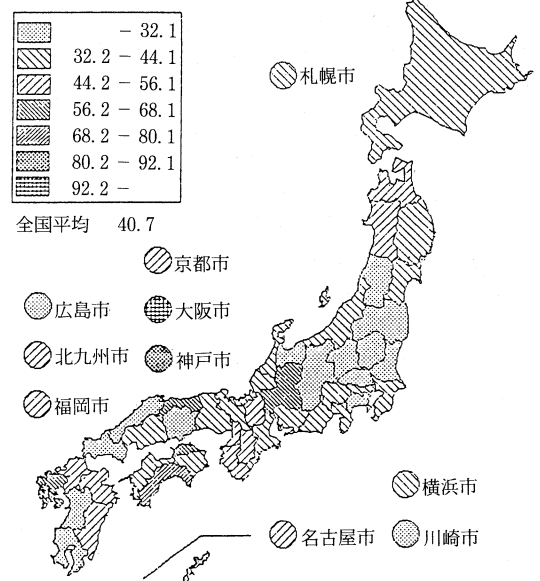 - 32.1
32.2 - 44.1
44.2 - 56.1
56.2 - 68.1
68.2 - 80.1
80.2 - 92.1
92.2 -
全国平均 40.7
札幌市
京都市
広島市
大阪市
北九州市
神戸市
福岡市
横浜市
名古屋市
川崎市